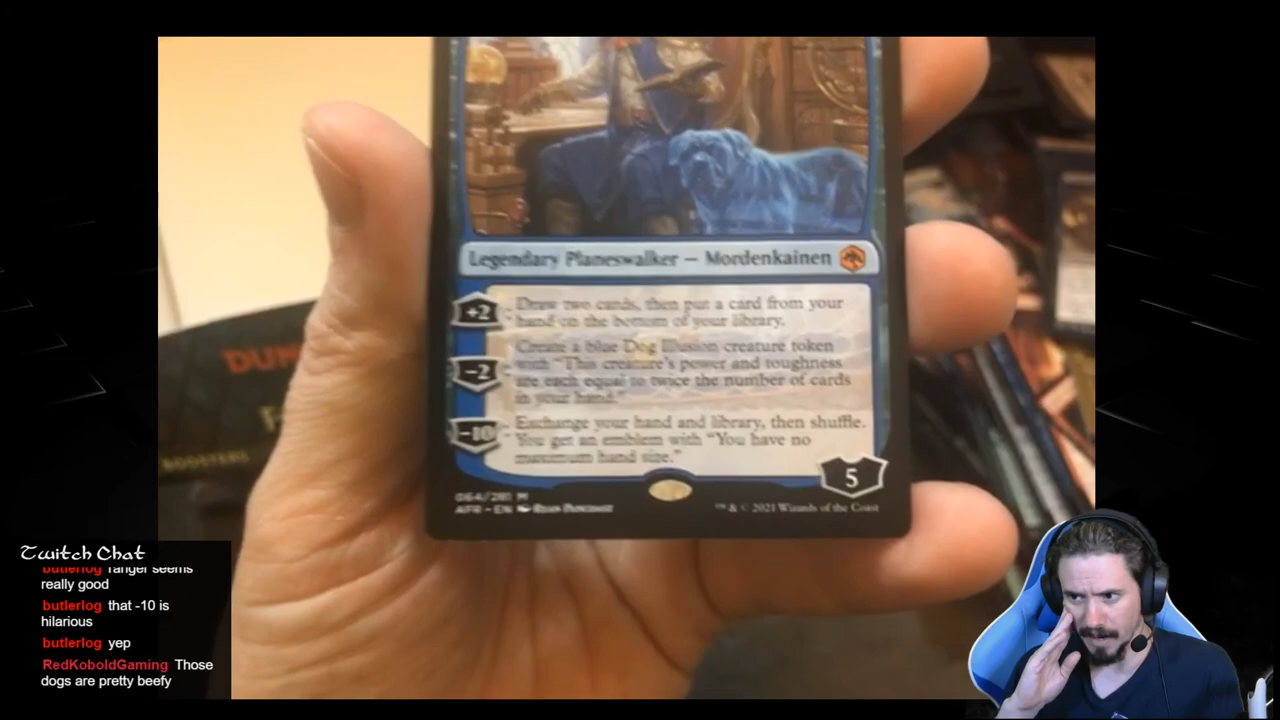 Legendary Planeswalker — Mordenkainen
+2
Draw two cards, then put a card from your
hand on the bottom of your library.
-2
Create a blue Dog Illusion creature token
with "This creature's power and toughness
are each equal to twice the number of cards
in your hand."
-10
Exchange your hand and library, then shuffle.
You get an emblem with "You have no
maximum hand size."
5
064/281 M
AFR - EN
™ & © 2021 Wizards of the Coast
DUN
F
BOOSTERS
Twitch Chat
butlerlog ranger seems
really good
butlerlog that -10 is
hilarious
butlerlog yep
RedKoboldGaming Those
dogs are pretty beefy